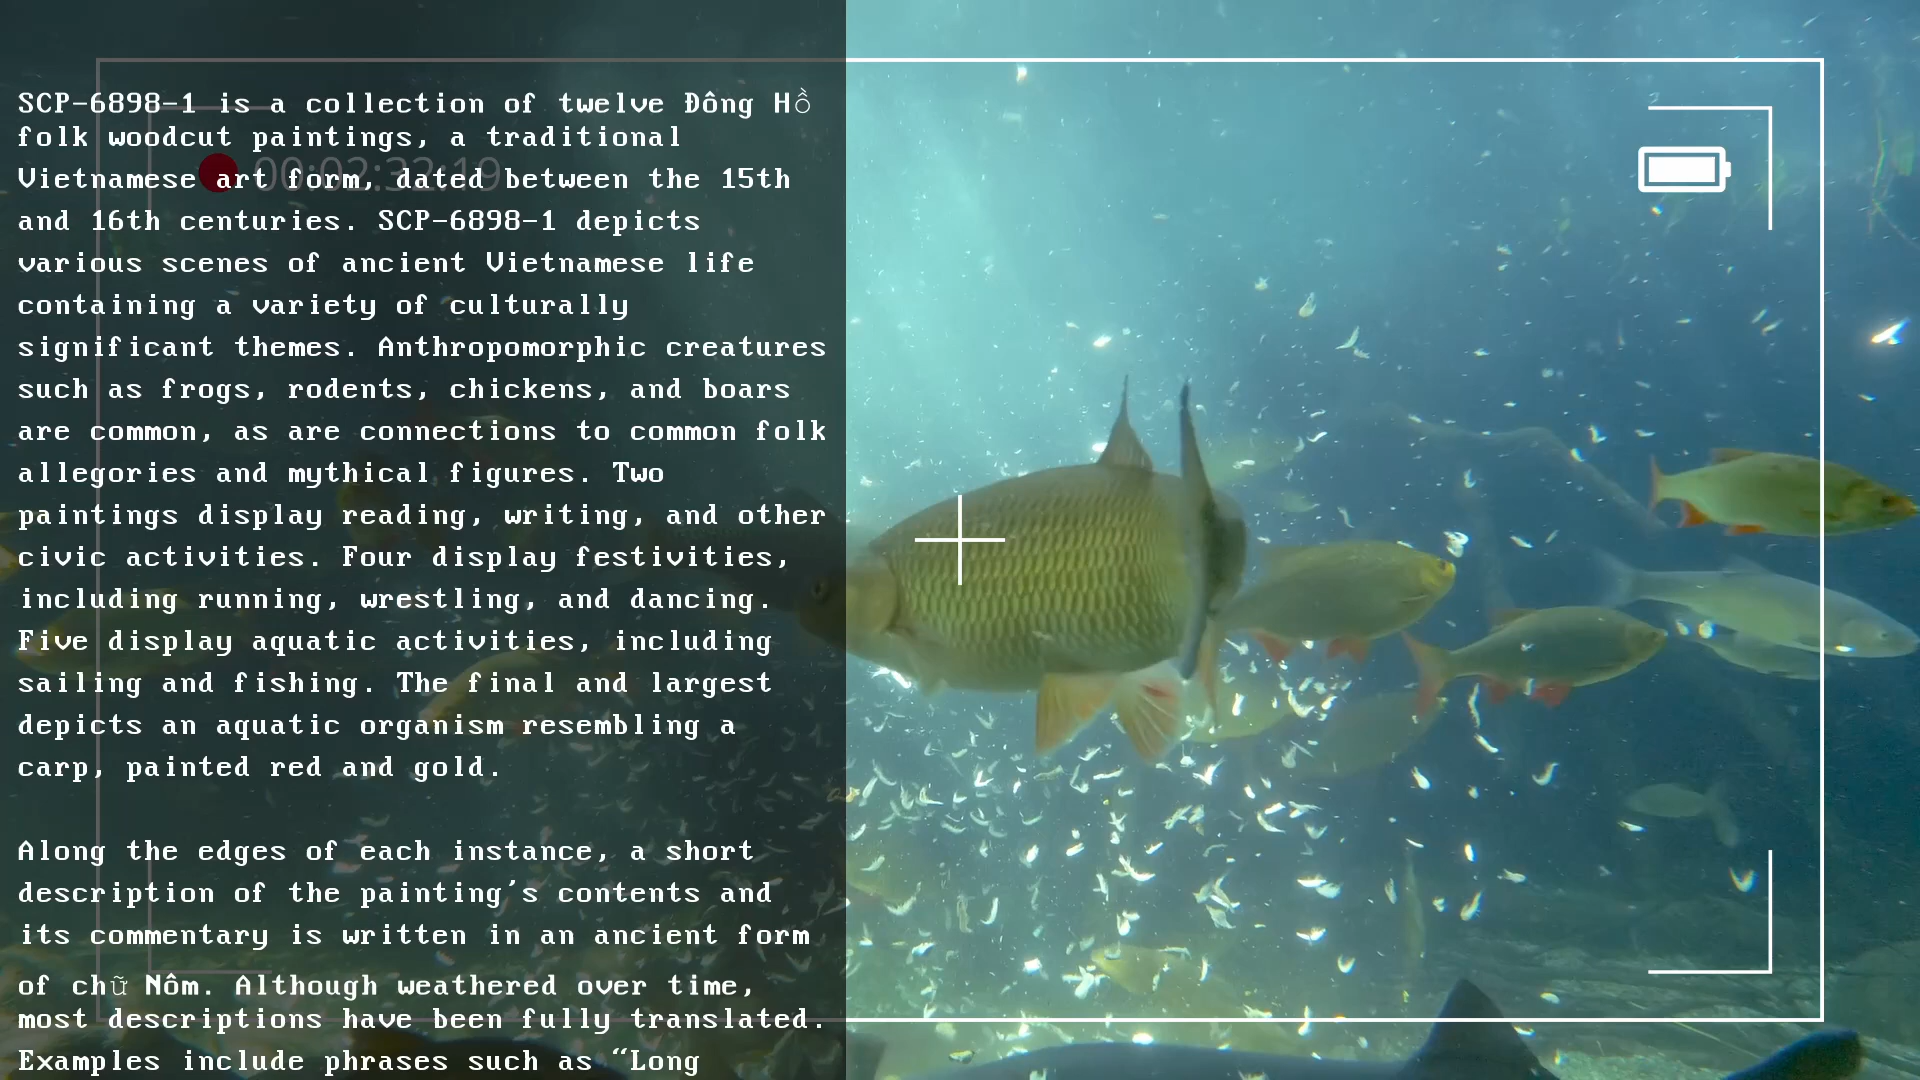 SCP-6898-1 is a collection of twelve Đông Hồ
folk woodcut paintings, a traditional
00:02:32:19
Vietnamese art form, dated between the 15th
and 16th centuries. SCP-6898-1 depicts
various scenes of ancient Vietnamese life
containing a variety of culturally
significant themes. Anthropomorphic creatures
such as frogs, rodents, chickens, and boars
are common, as are connections to common folk
allegories and mythical figures. Two
paintings display reading, writing, and other
civic activities. Four display festivities,
including running, wrestling, and dancing.
Five display aquatic activities, including
sailing and fishing. The final and largest
depicts an aquatic organism resembling a
carp, painted red and gold.
Along the edges of each instance, a short
description of the painting's contents and
its commentary is written in an ancient form
of chữ Nôm. Although weathered over time,
most descriptions have been fully translated.
Examples include phrases such as “Long